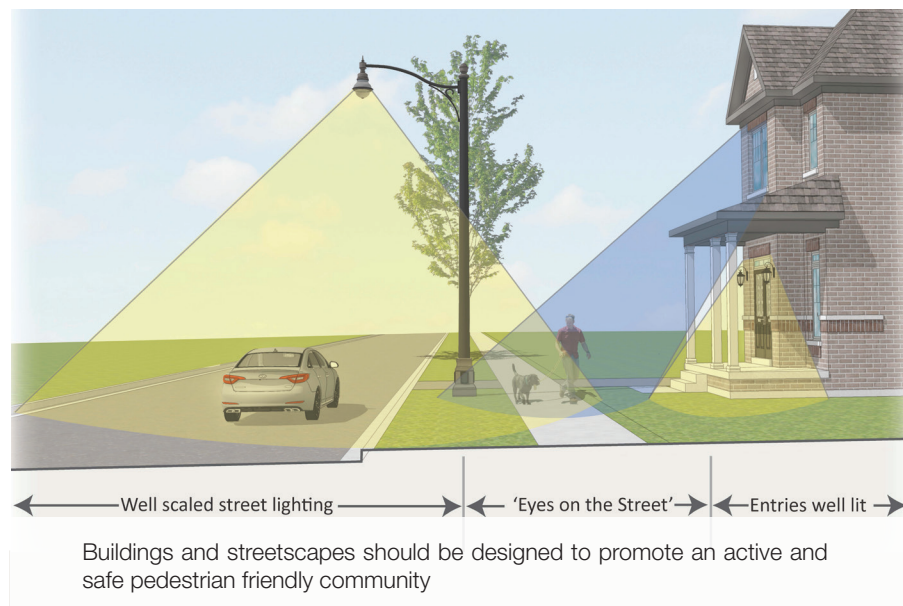 Well scaled street lighting
‘Eyes on the Street’
Entries well lit
Buildings and streetscapes should be designed to promote an active and
safe pedestrian friendly community